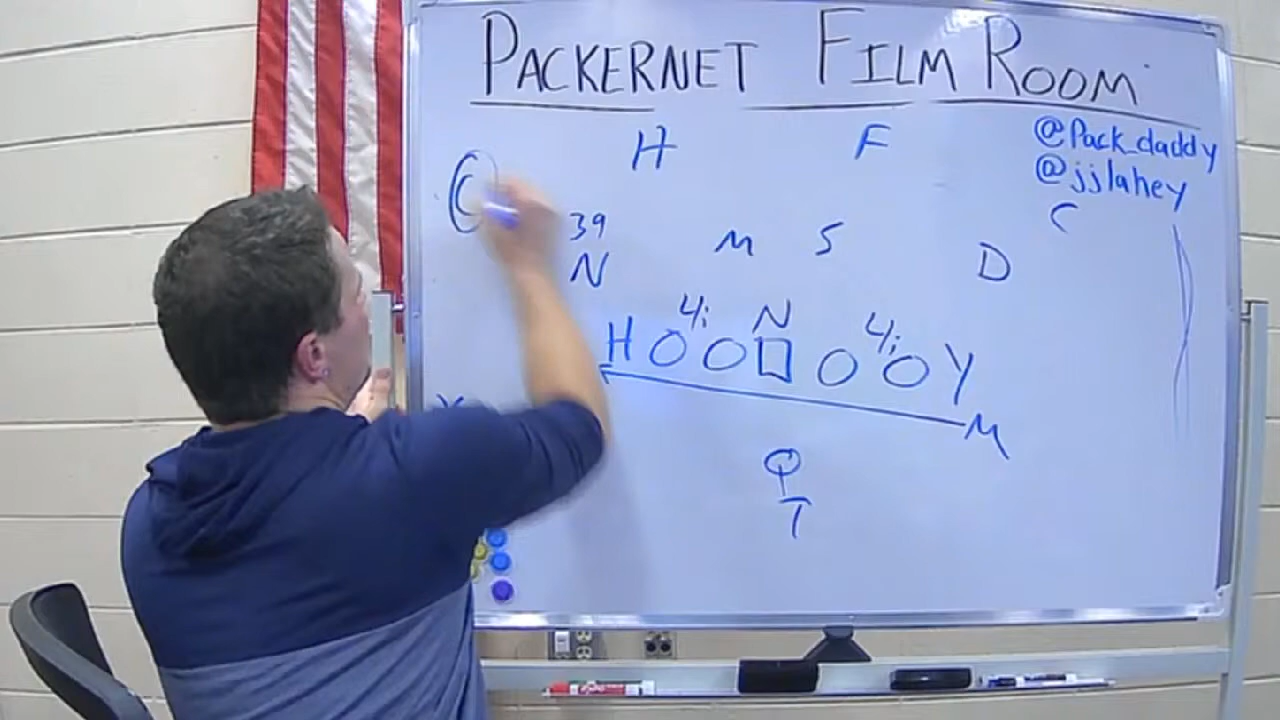 PACKERNET FILM ROOM
@Pack_daddy
@jjlahey
H F
C C
39
N M S D
4i N 4i
H O O O O Y
M
Q
T